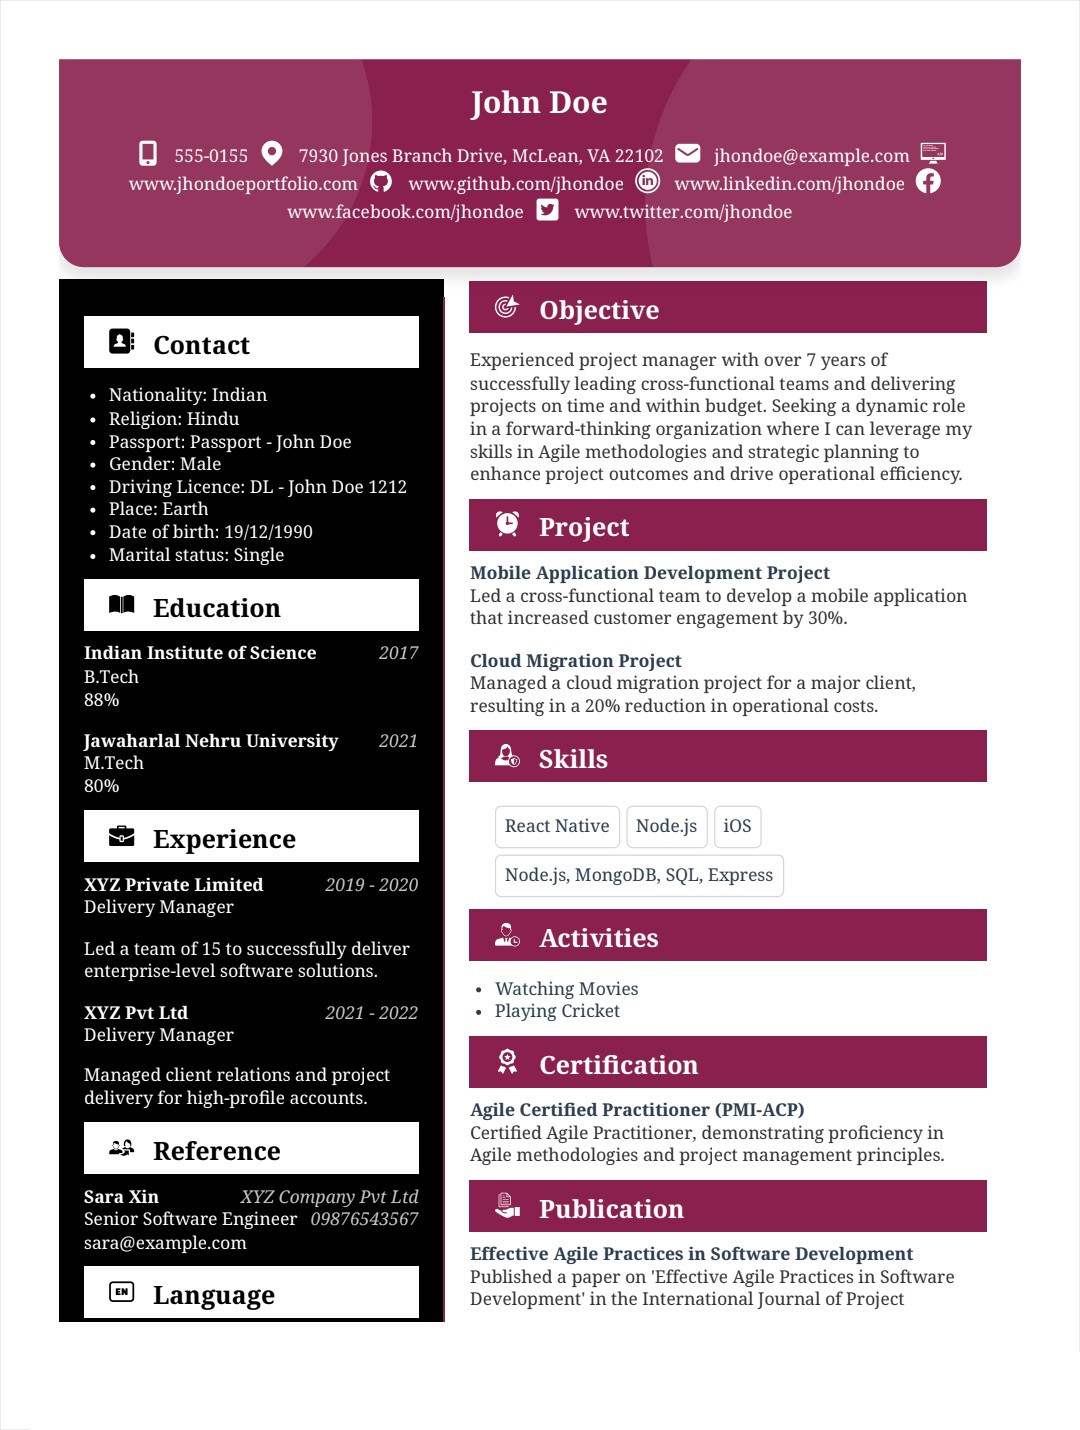 John Doe
555-0155 7930 Jones Branch Drive, McLean, VA 22102 jhondoe@example.com
www.jhondoeportfolio.com www.github.com/jhondoe www.linkedin.com/jhondoe
www.facebook.com/jhondoe www.twitter.com/jhondoe
Contact
• Nationality: Indian
• Religion: Hindu
• Passport: Passport - John Doe
• Gender: Male
• Driving Licence: DL - John Doe 1212
• Place: Earth
• Date of birth: 19/12/1990
• Marital status: Single
Education
Indian Institute of Science 2017
B.Tech
88%
Jawaharlal Nehru University 2021
M.Tech
80%
Experience
XYZ Private Limited 2019 - 2020
Delivery Manager
Led a team of 15 to successfully deliver
enterprise-level software solutions.
XYZ Pvt Ltd 2021 - 2022
Delivery Manager
Managed client relations and project
delivery for high-profile accounts.
Reference
Sara Xin XYZ Company Pvt Ltd
Senior Software Engineer 09876543567
sara@example.com
EN Language
Objective
Experienced project manager with over 7 years of
successfully leading cross-functional teams and delivering
projects on time and within budget. Seeking a dynamic role
in a forward-thinking organization where I can leverage my
skills in Agile methodologies and strategic planning to
enhance project outcomes and drive operational efficiency.
Project
Mobile Application Development Project
Led a cross-functional team to develop a mobile application
that increased customer engagement by 30%.
Cloud Migration Project
Managed a cloud migration project for a major client,
resulting in a 20% reduction in operational costs.
Skills
React Native Node.js iOS
Node.js, MongoDB, SQL, Express
Activities
• Watching Movies
• Playing Cricket
Certification
Agile Certified Practitioner (PMI-ACP)
Certified Agile Practitioner, demonstrating proficiency in
Agile methodologies and project management principles.
Publication
Effective Agile Practices in Software Development
Published a paper on 'Effective Agile Practices in Software
Development' in the International Journal of Project